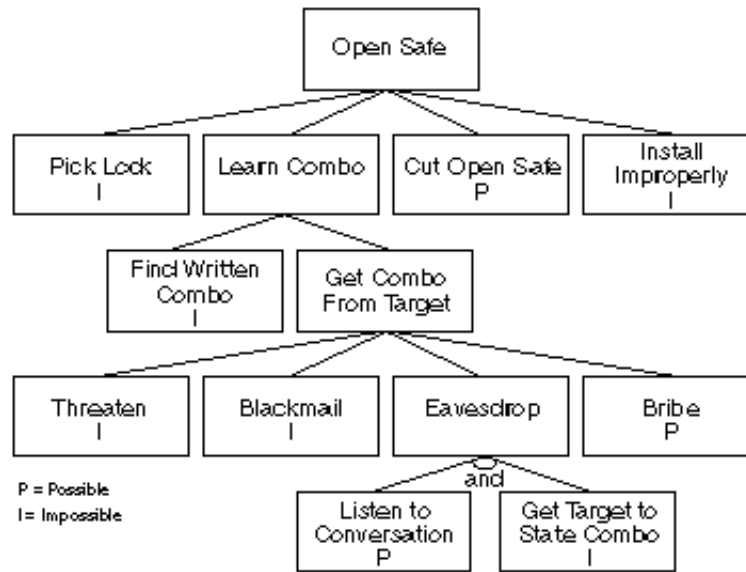 Open Safe
Pick Lock
I
Learn Combo
Cut Open Safe
P
Install
Improperly
I
Find Written
Combo
I
Get Combo
From Target
Threaten
I
Blackmail
I
Eavesdrop
Bribe
P
and
P = Possible
I = Impossible
Listen to
Conversation
P
Get Target to
State Combo
I